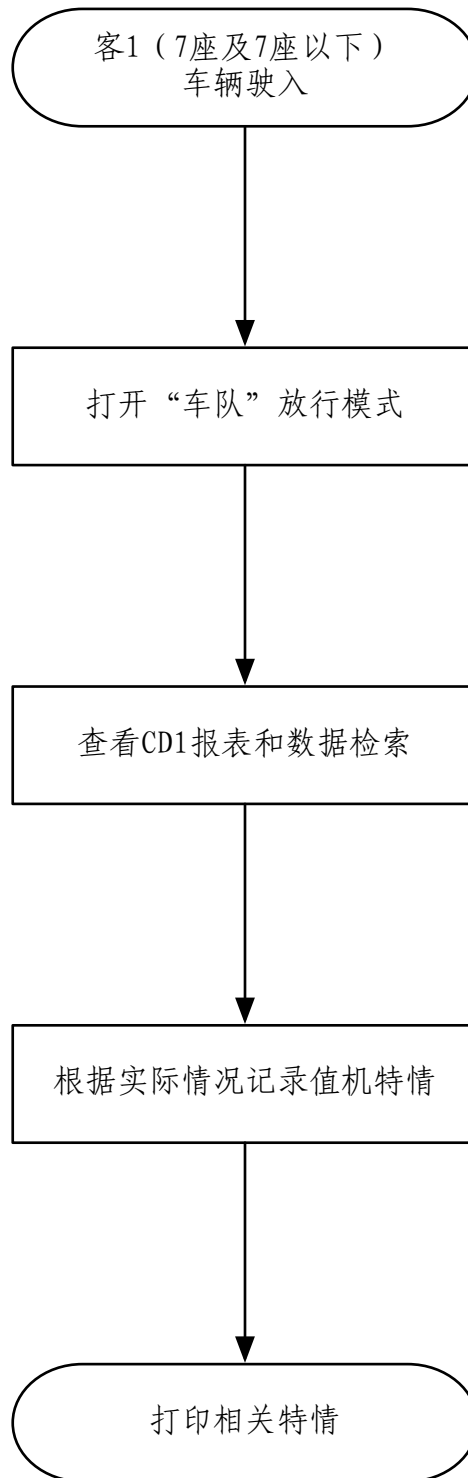 客1（7座及7座以下）
车辆驶入
打开“车队”放行模式
查看CD1报表和数据检索
根据实际情况记录值机特情
打印相关特情